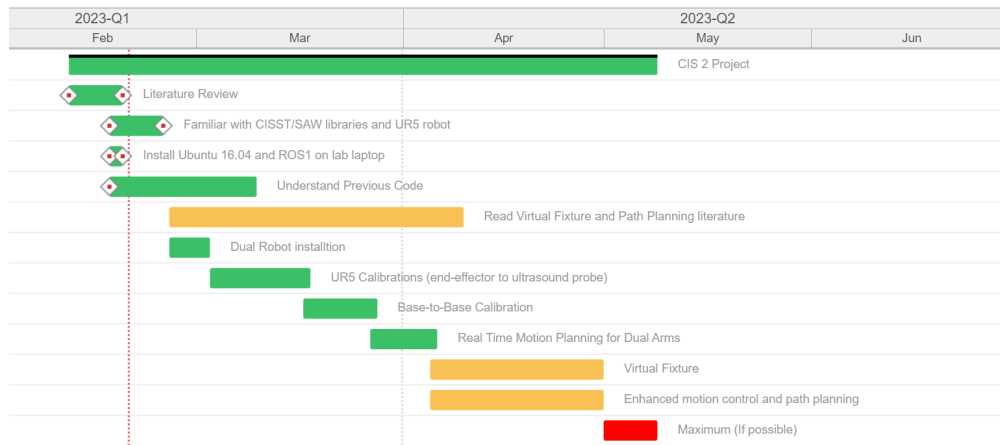 2023-Q1 2023-Q2
Feb Mar Apr May Jun
CIS 2 Project
Literature Review
Familiar with CISST/SAW libraries and UR5 robot
Install Ubuntu 16.04 and ROS1 on lab laptop
Understand Previous Code
Read Virtual Fixture and Path Planning literature
Dual Robot installtion
UR5 Calibrations (end-effector to ultrasound probe)
Base-to-Base Calibration
Real Time Motion Planning for Dual Arms
Virtual Fixture
Enhanced motion control and path planning
Maximum (If possible)